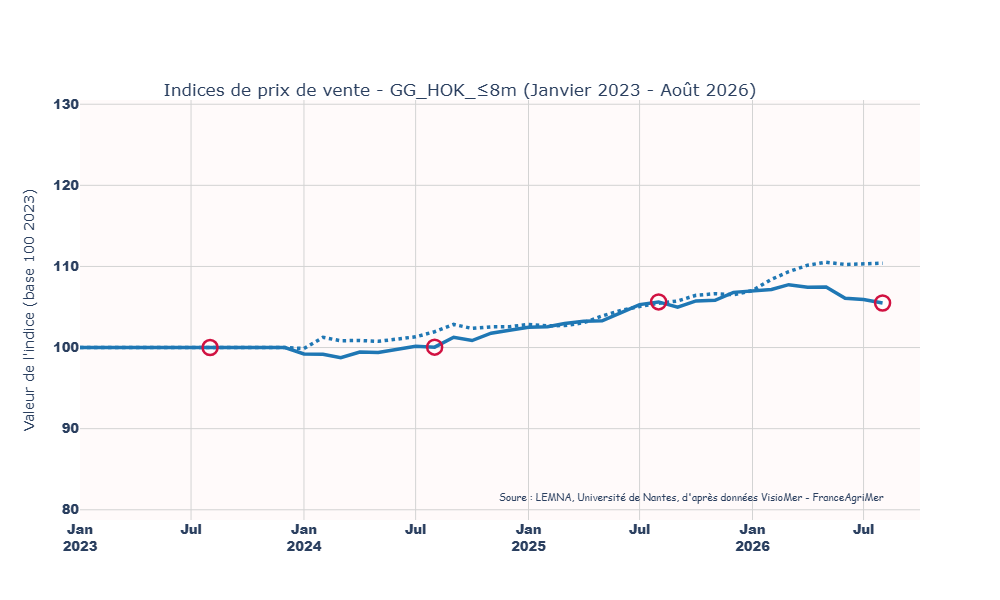 Indices de prix de vente - GG_HOK_≤8m (Janvier 2023 - Août 2026)
Valeur de l'indice (base 100 2023)
130
120
110
100
90
80
Soure : LEMNA, Université de Nantes, d'après données VisioMer - FranceAgriMer
Jan Jul Jan Jul Jan Jul Jan Jul
2023 2024 2025 2026